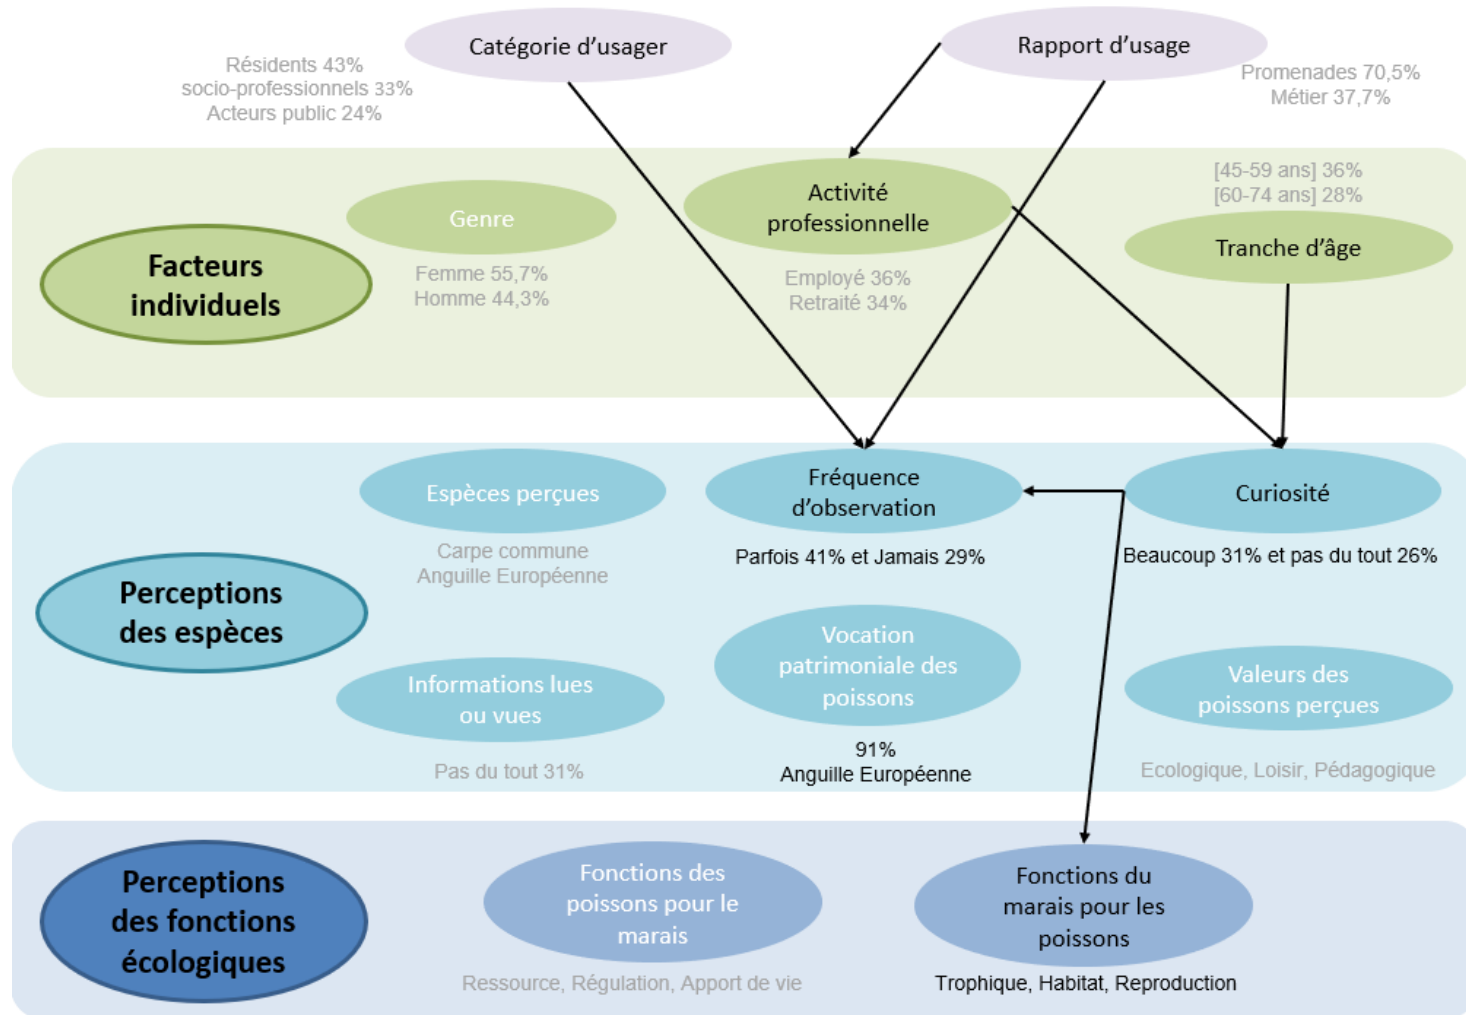 Catégorie d'usager
Rapport d'usage
Résidents 43%
socio-professionnels 33%
Acteurs public 24%
Promenades 70,5%
Métier 37,7%
Facteurs
individuels
Genre
Femme 55,7%
Homme 44,3%
Activité
professionnelle
Employé 36%
Retraité 34%
[45-59 ans] 36%
[60-74 ans] 28%
Tranche d'âge
Perceptions
des espèces
Espèces perçues
Carpe commune
Anguille Européenne
Fréquence
d'observation
Parfois 41% et Jamais 29%
Curiosité
Beaucoup 31% et pas du tout 26%
Informations lues
ou vues
Pas du tout 31%
Vocation
patrimoniale des
poissons
91%
Anguille Européenne
Valeurs des
poissons perçues
Ecologique, Loisir, Pédagogique
Perceptions
des fonctions
écologiques
Fonctions des
poissons pour le
marais
Ressource, Régulation, Apport de vie
Fonctions du
marais pour les
poissons
Trophique, Habitat, Reproduction